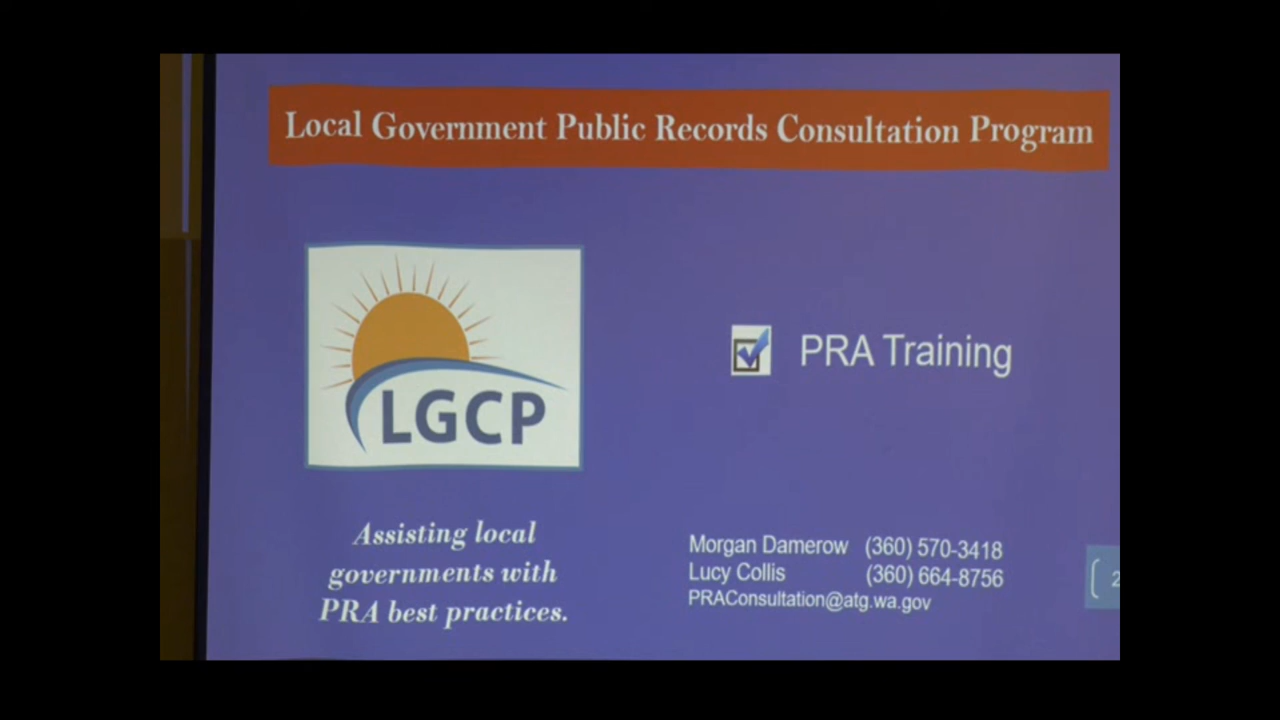 Local Government Public Records Consultation Program
LGCP
PRA Training
Assisting local
governments with
PRA best practices.
Morgan Damerow (360) 570-3418
Lucy Collis (360) 664-8756
PRAConsultation@atg.wa.gov
2